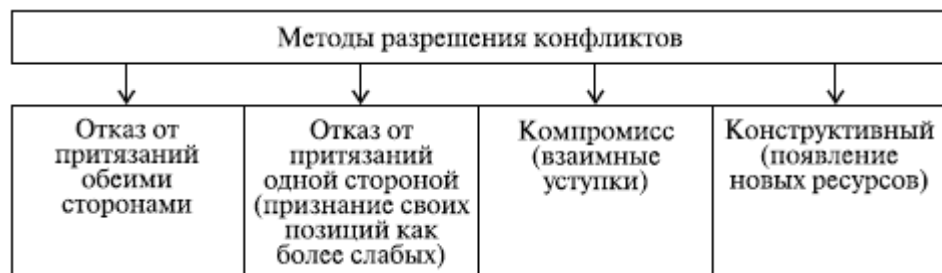 Методы разрешения конфликтов
Отказ от
притязаний
обеими
сторонами
Отказ от
притязаний
одной стороной
(признание своих
позиций как
более слабых)
Компромисс
(взаимные
уступки)
Конструктивный
(появление
новых ресурсов)